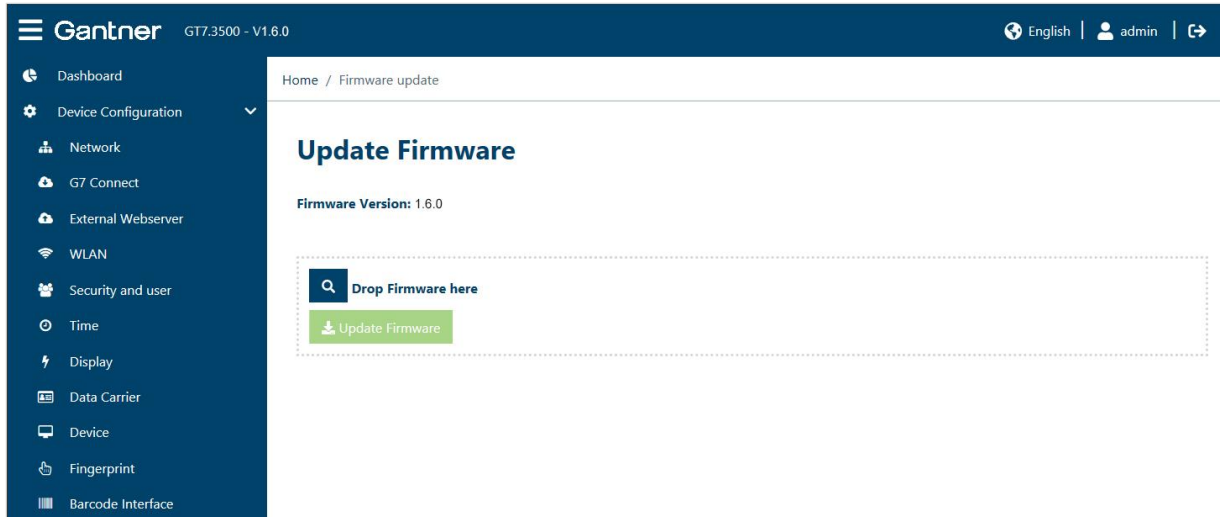 Gantner GT7.3500 - V1.6.0
English | admin |
Dashboard
Device Configuration
Network
G7 Connect
External Webserver
WLAN
Security and user
Time
Display
Data Carrier
Device
Fingerprint
Barcode Interface
Home / Firmware update
Update Firmware
Firmware Version: 1.6.0
Drop Firmware here
Update Firmware